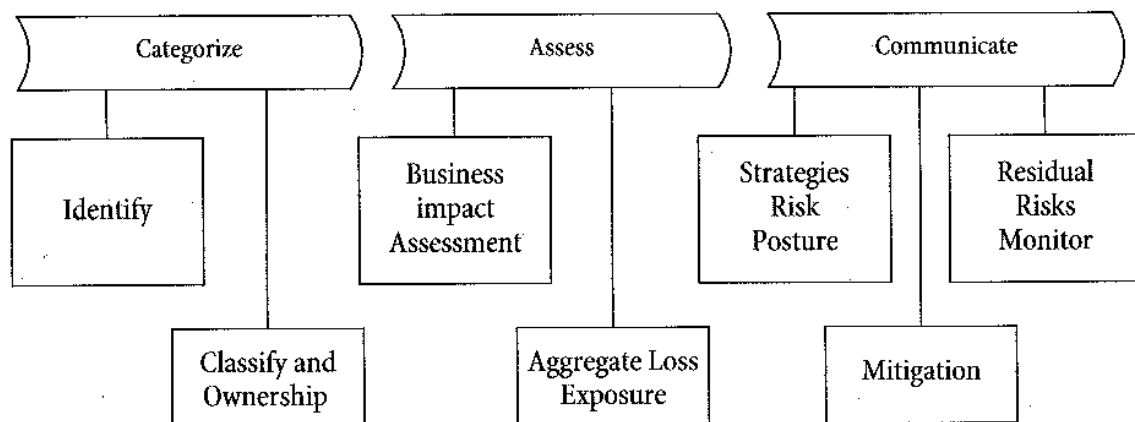 Categorize
Assess
Communicate
Identify
Business
impact
Assessment
Strategies
Risk
Posture
Residual
Risks
Monitor
Classify and
Ownership
Aggregate Loss
Exposure
Mitigation